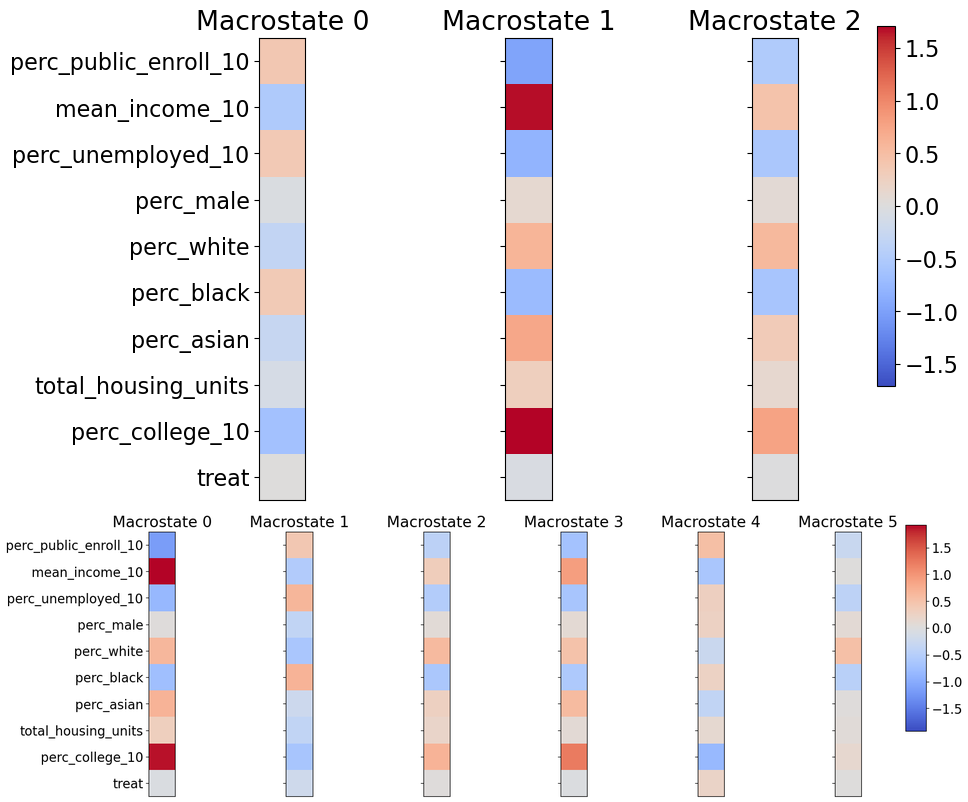 Macrostate 0 Macrostate 1 Macrostate 2
perc_public_enroll_10
mean_income_10
perc_unemployed_10
perc_male
perc_white
perc_black
perc_asian
total_housing_units
perc_college_10
treat
1.5
1.0
0.5
0.0
−0.5
−1.0
−1.5
Macrostate 0 Macrostate 1 Macrostate 2 Macrostate 3 Macrostate 4 Macrostate 5
perc_public_enroll_10
mean_income_10
perc_unemployed_10
perc_male
perc_white
perc_black
perc_asian
total_housing_units
perc_college_10
treat
1.5
1.0
0.5
0.0
−0.5
−1.0
−1.5